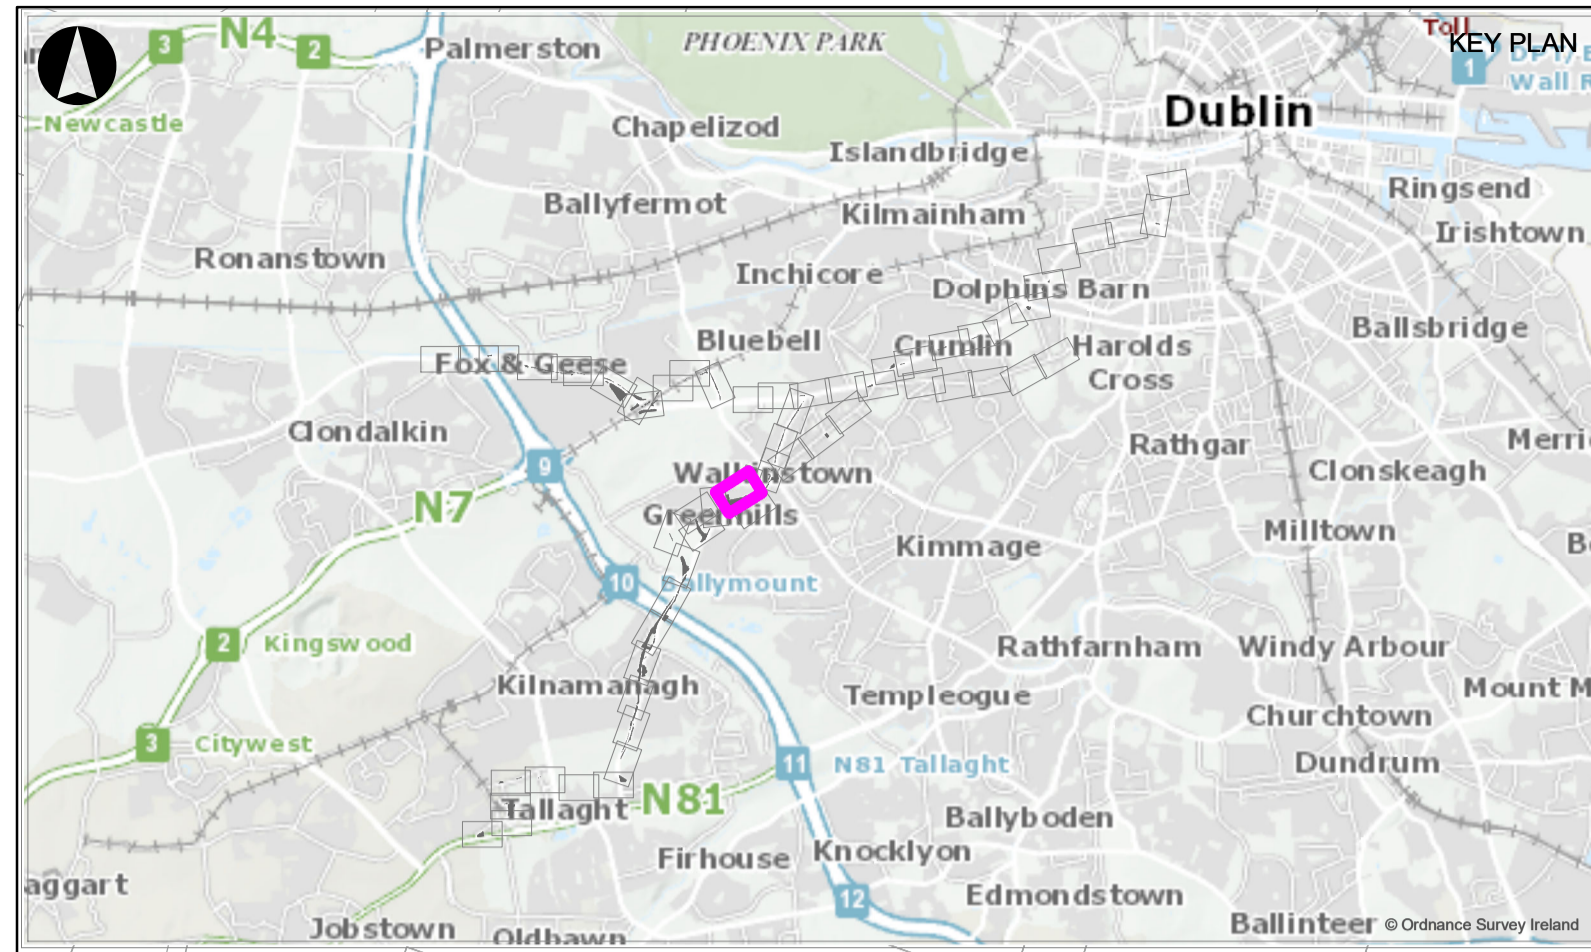 Toll
KEY PLAN
3
N4
2
Palmerston
PHOENIX PARK
1
Wall R
Newcastle
Chapelizod
Dublin
Islandbridge
Ringsend
Ballyfermot
Kilmainham
Irishtown
Ronanstown
Inchicore
Dolphins Barn
Ballsbridge
Bluebell
Crumlin
Harolds
Cross
Fox & Geese
Clondalkin
Rathgar
Merri
9
Walkinstown
Clonskeagh
N7
Greenhills
Milltown
Kimmage
B
10
Ballymount
2
Kingswood
Rathfarnham
Windy Arbour
Kilnamanagh
Templeogue
Mount M
Churchtown
3
Citywest
11
N81 Tallaght
Dundrum
Tallaght
N81
Ballyboden
Firhouse
Knocklyon
aggart
Edmondstown
12
Jobstown
Oldbawn
Ballinteer
© Ordnance Survey Ireland